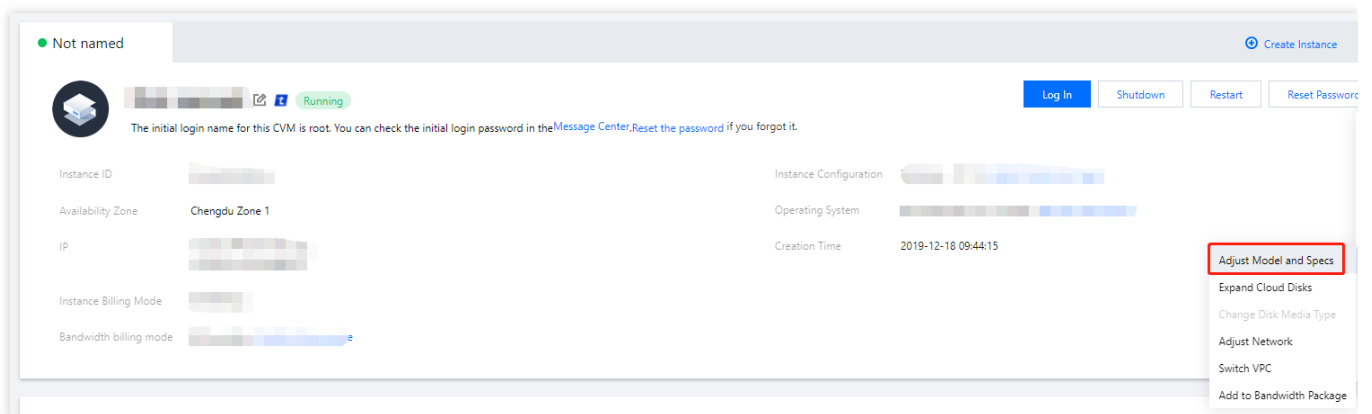 Not named
Create Instance
Running
Log In
Shutdown
Restart
Reset Password
The initial login name for this CVM is root. You can check the initial login password in the Message Center,Reset the password if you forgot it.
Instance ID
Instance Configuration
Availability Zone
Chengdu Zone 1
Operating System
IP
Creation Time
2019-12-18 09:44:15
Adjust Model and Specs
Expand Cloud Disks
Instance Billing Mode
Change Disk Media Type
Bandwidth billing mode
Adjust Network
Switch VPC
Add to Bandwidth Package